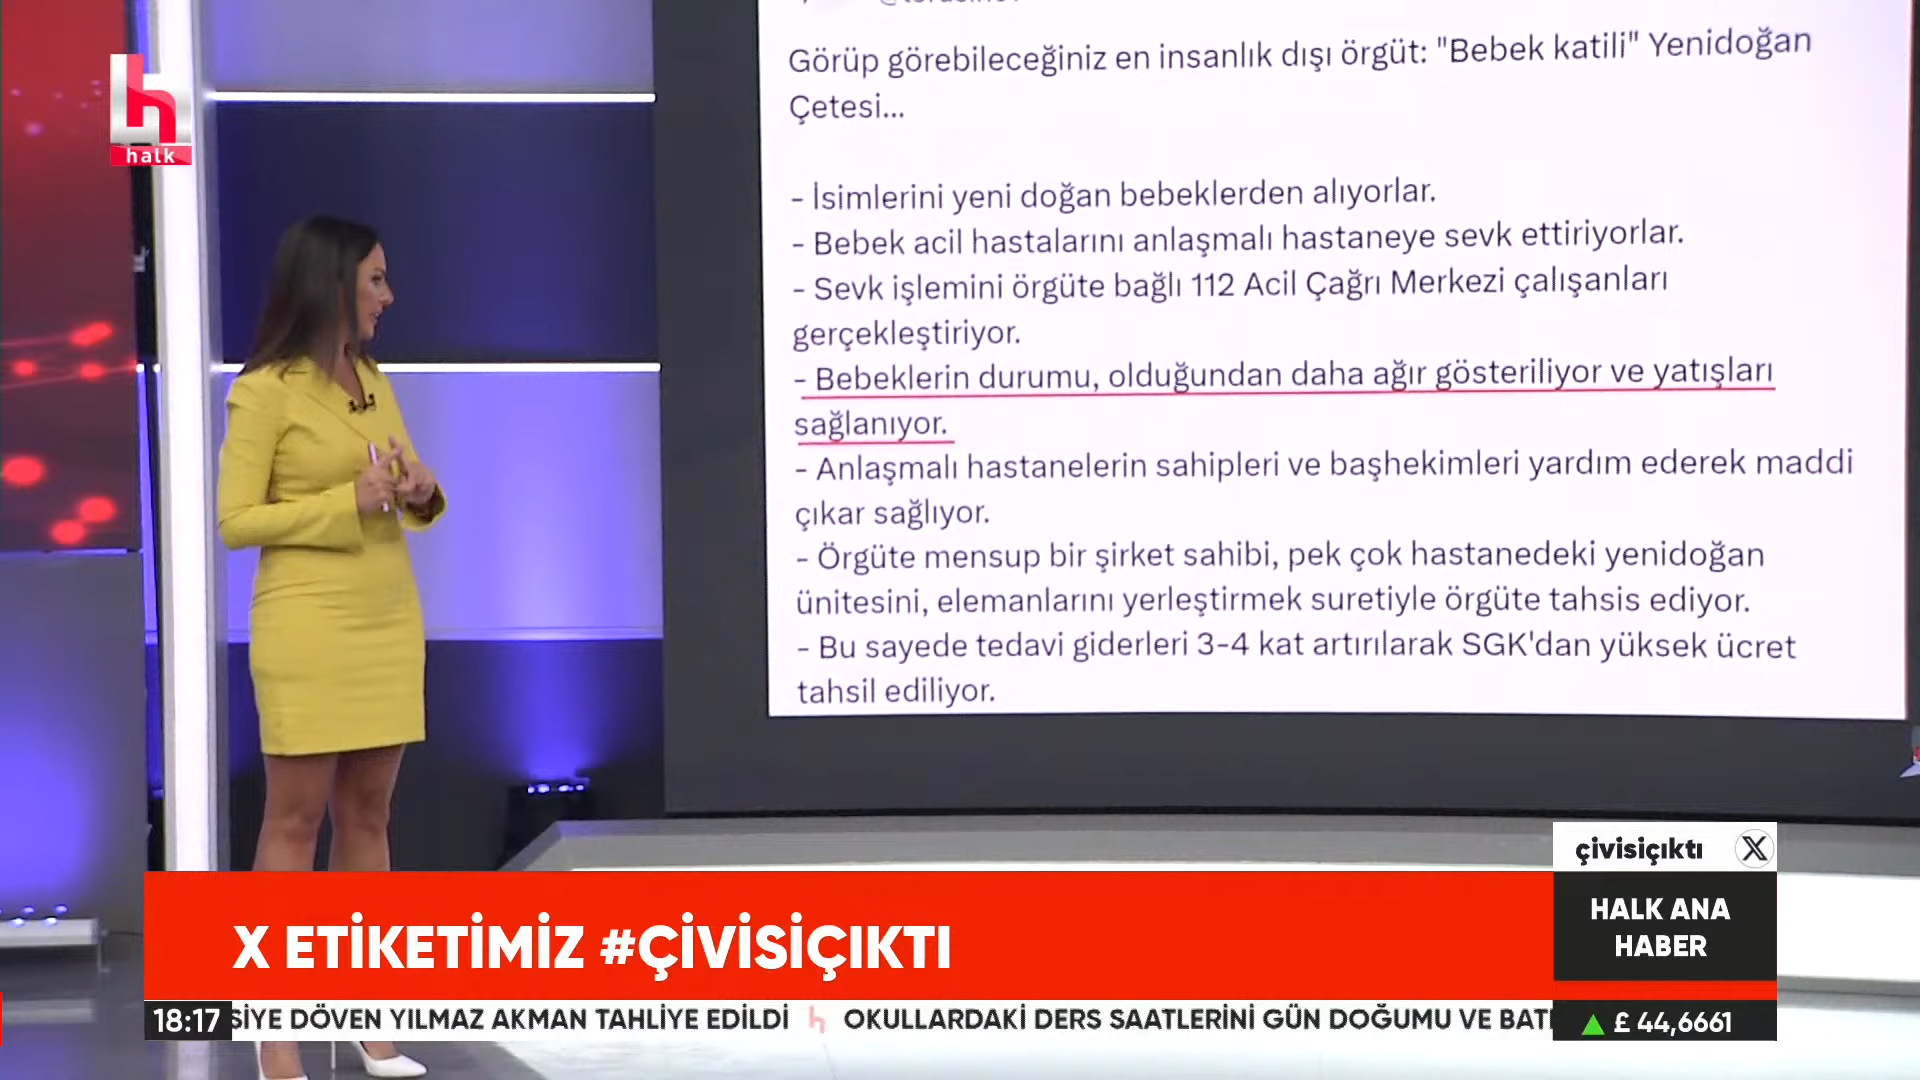 Görüp görebileceğiniz en insanlık dışı örgüt: "Bebek katili" Yenidoğan
Çetesi...
- İsimlerini yeni doğan bebeklerden alıyorlar.
- Bebek acil hastalarını anlaşmalı hastaneye sevk ettiriyorlar.
- Sevk işlemini örgüte bağlı 112 Acil Çağrı Merkezi çalışanları
gerçekleştiriyor.
- Bebeklerin durumu, olduğundan daha ağır gösteriliyor ve yatışları
sağlanıyor.
- Anlaşmalı hastanelerin sahipleri ve başhekimleri yardım ederek maddi
çıkar sağlıyor.
- Örgüte mensup bir şirket sahibi, pek çok hastanedeki yenidoğan
ünitesini, elemanlarını yerleştirmek suretiyle örgüte tahsis ediyor.
- Bu sayede tedavi giderleri 3-4 kat artırılarak SGK'dan yüksek ücret
tahsil ediliyor.
h
halk
çivisiçıktı X
HALK ANA
HABER
X ETİKETİMİZ #ÇİVİSİÇIKTI
18:17 SİYE DÖVEN YILMAZ AKMAN TAHLİYE EDİLDİ h OKULLARDAKİ DERS SAATLERİNİ GÜN DOĞUMU VE BATI
£ 44,6661